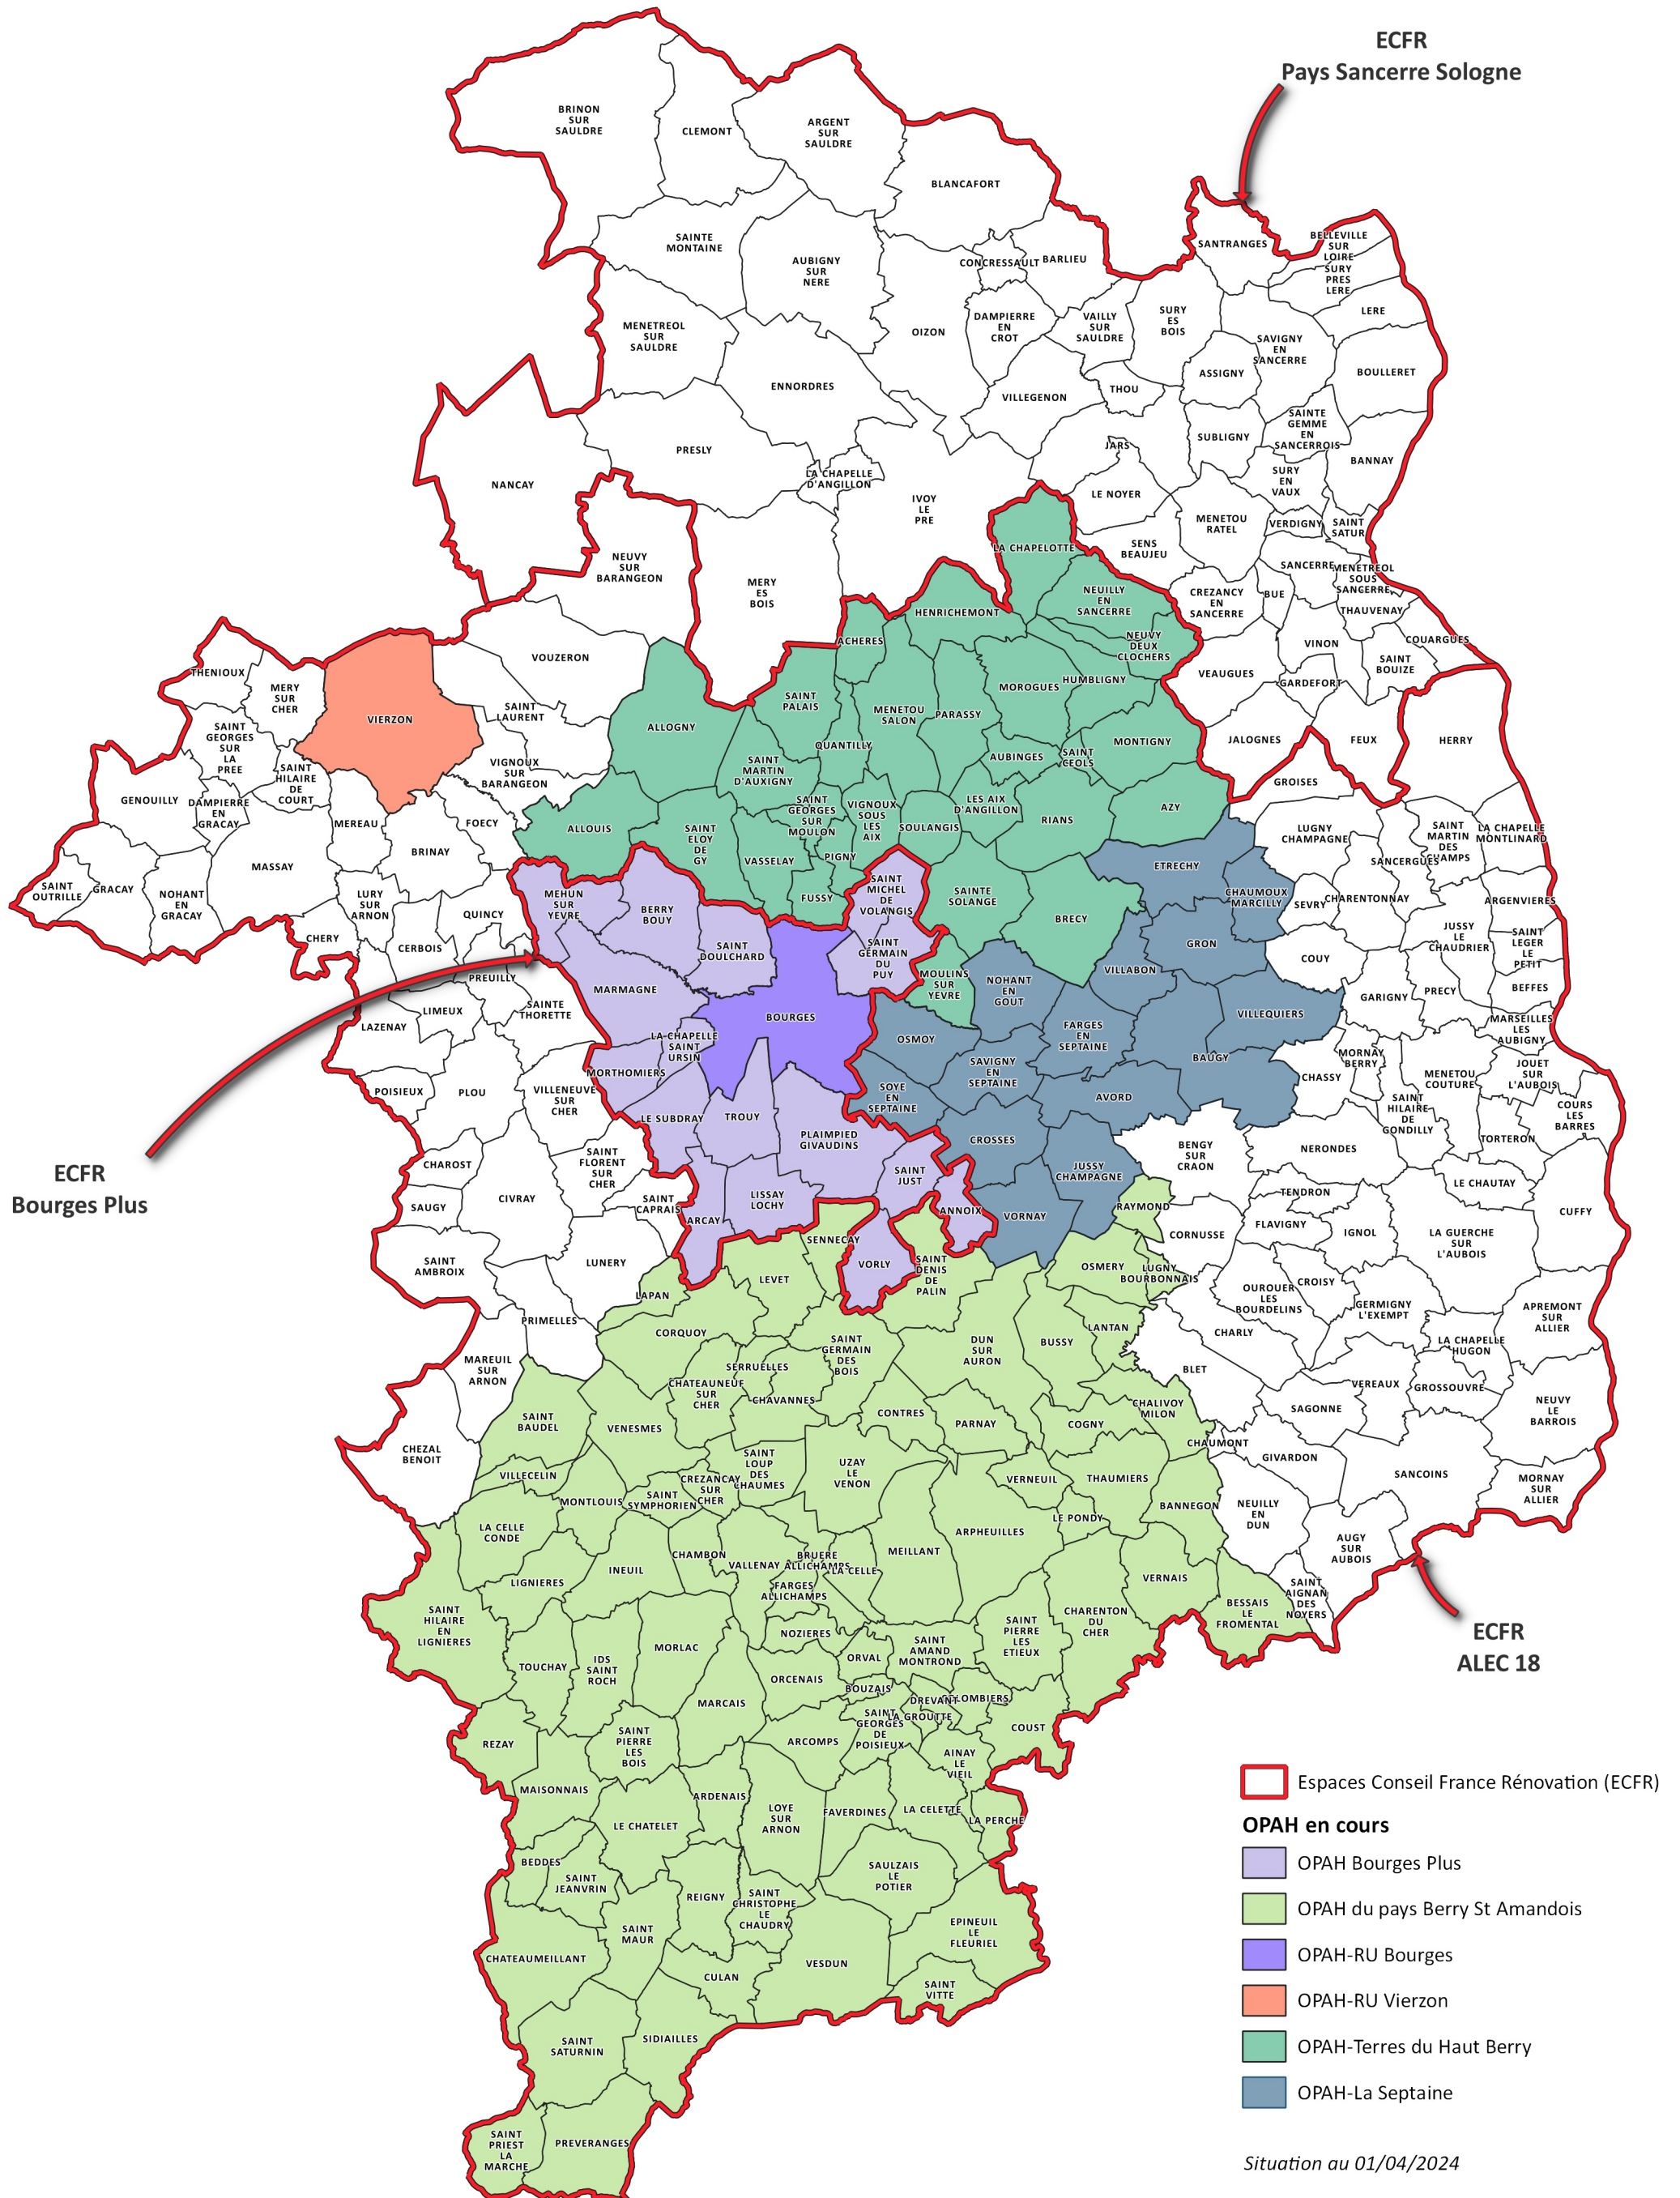 ECFR
Pays Sancerre Sologne
BRINON
SUR
SAULDRE
CLEMONT
ARGENT
SUR
SAULDRE
BLANCAFORT
SAINTE
MONTAINE
AUBIGNY
SUR
NERE
CONCRESSAULT
BARLIEU
SANTRANGES
BELLEVILLE
SUR
LOIRE
SURY
PRES
LERE
LERE
MENETREOL
SUR
SAULDRE
OIZON
DAMPIERRE
EN
CROT
VAILLY
SUR
SAULDRE
SURY
ES
BOIS
SAVIGNY
EN
SANCERRE
ASSIGNY
BOULLERET
ENNORDRES
VILLEGENON
THOU
SUBLIGNY
SAINTE
GEMME
EN
SANCERROIS
BANNAY
PRESLY
LA CHAPELLE
D'ANGILLON
JARS
SURY
EN
VAUX
NANCAY
IVOY
LE
PRE
LE NOYER
MENETOU
RATEL
VERDIGNY
SAINT
SATUR
NEUVY
SUR
BARANGEON
MERY
ES
BOIS
LA CHAPELOTTE
SENS
BEAUJEU
SANCERRE
MENETREOL
SOUS
SANCERRE
CREZANCY
EN
SANCERRE
BUE
THAUVENAY
HENRICHEMONT
NEUILLY
EN
SANCERRE
ACHERES
NEUVY
DEUX
CLOCHERS
VINON
COUARGUES
SAINT
BOUIZE
VOUZERON
THENIOUX
MERY
SUR
CHER
VIERZON
VEAUGUES
GARDEFORT
MOROGUES
HUMBLIGNY
SAINT
PALAIS
MENETOU
SALON
PARASSY
ALLOGNY
SAINT
LAURENT
SAINT
GEORGES
SUR
LA
PREE
QUANTILLY
AUBINGES
SAINT
CEOLS
MONTIGNY
JALOGNES
FEUX
HERRY
SAINT
MARTIN
D'AUXIGNY
VIGNOUX
SUR
BARANGEON
SAINT
HILAIRE
DE
COURT
GENOUILLY
DAMPIERRE
EN
GRACAY
GROISES
SAINT
GEORGES
SUR
MOULON
VIGNOUX
SOUS
LES
AIX
LES AIX
D'ANGILLON
AZY
RIANS
SOULANGIS
ALLOUIS
SAINT
ELOY
DE
GY
VASSELAY
PIGNY
MEREAU
FOECY
BRINAY
LUGNY
CHAMPAGNE
SAINT
MARTIN
DES
CHAMPS
LA CHAPELLE
MONTLINARD
SANCERGUES
MASSAY
SAINT
OUTRILLE
GRACAY
NOHANT
EN
GRACAY
LURY
SUR
ARNON
QUINCY
CHERY
CERBOIS
ETRECHY
CHAUMOUX
MARCILLY
SEVRY
CHARENTONNAY
ARGENVIERES
MEHUN
SUR
YEVRE
BERRY
BOUY
FUSSY
SAINT
MICHEL
DE
VOLANGIS
SAINTE
SOLANGE
BRECY
GRON
JUSSY
LE
CHAUDRIER
SAINT
LEGER
LE
PETIT
SAINT
DOULCHARD
SAINT
GERMAIN
DU
PUY
MOULINS
SUR
YEVRE
NOHANT
EN
GOUT
VILLABON
COUY
GARIGNY
PRECY
BEFFES
PREUILLY
MARMAGNE
BOURGES
VILLEQUIERS
MARSEILLES
LES
AUBIGNY
LAZENAY
LIMEUX
SAINTE
THORETTE
LA CHAPELLE
SAINT
URSIN
OSMOY
FARGES
EN
SEPTAINE
BAUGY
MORNAY
BERRY
JOUET
SUR
L'AUBOIS
MORTHOMIERS
SAVIGNY
EN
SEPTAINE
CHASSY
MENETOU
COUTURE
POISIEUX
PLOU
VILLENEUVE
SUR
CHER
SOYE
EN
SEPTAINE
AVORD
SAINT
HILAIRE
DE
GONDILLY
COURS
LES
BARRES
LE SUBDRAY
TROUY
PLAIMPIED
GIVAUDINS
CROSSES
TORTERON
BENGY
SUR
CRAON
NERONDES
ECFR
Bourges Plus
CHAROST
SAINT
FLORENT
SUR
CHER
SAINT
JUST
JUSSY
CHAMPAGNE
LE CHAUTAY
SAUGY
CIVRAY
SAINT
CAPRAIS
ARCAY
LISSAY
LOCHY
ANNOIX
VORNAY
RAYMOND
TENDRON
CUFFY
FLAVIGNY
IGNOL
CORNUSSE
LA GUERCHE
SUR
L'AUBOIS
SAINT
AMBROIX
LUNERY
SENNECAY
VORLY
SAINT
DENIS
DE
PALIN
OSMERY
LUGNY
BOURBONNAIS
LEVET
LAPAN
OUROUER
LES
BOURDELINS
CROISY
GERMIGNY
L'EXEMPT
APREMONT
SUR
ALLIER
PRIMELLES
CORQUOY
SAINT
GERMAIN
DES
BOIS
DUN
SUR
AURON
BUSSY
LANTAN
CHARLY
LA CHAPELLE
HUGON
MAREUIL
SUR
ARNON
SERRUELLES
CHATEAUNEUF
SUR
CHER
CHAVANNES
BLET
VEREAUX
GROSSOUVRE
SAINT
BAUDEL
VENESMES
CONTRES
PARNAY
COGNY
CHALIVOY
MILON
SAGONNE
NEUVY
LE
BARROIS
CHEZAL
BENOIT
CHAUMONT
GIVARDON
SANCOINS
VILLECELIN
SAINT
LOUP
DES
CHAUMES
UZAY
LE
VENON
VERNEUIL
THAUMIERS
MORNAY
SUR
ALLIER
MONTLOUIS
SAINT
SYMPHORIEN
CREZANCAY
SUR
CHER
BANNEGON
NEUILLY
EN
DUN
LA CELLE
CONDE
ARPHEUILLES
LE PONDY
AUGY
SUR
AUBOIS
INEUIL
CHAMBON
VALLENAY
BRUERE
ALLICHAMPS
LA CELLE
MEILLANT
LIGNIERES
FARGES
ALLICHAMPS
VERNAIS
SAINT
AIGNAN
DES
NOYERS
BESSAIS
LE
FROMENTAL
SAINT
HILAIRE
EN
LIGNIERES
NOZIERES
SAINT
PIERRE
LES
ETIEUX
CHARENTON
DU
CHER
ECFR
ALEC 18
TOUCHAY
IDS
SAINT
ROCH
MORLAC
ORVAL
SAINT
AMAND
MONTROND
ORCENAIS
BOUZAIS
MARCAIS
DREVANT
COLOMBIERS
LA GROUTTE
SAINT
GEORGES
DE
POISIEUX
COUST
REZAY
SAINT
PIERRE
LES
BOIS
ARCOMPS
AINAY
LE
VIEIL
MAISONNAIS
ARDENAIS
LOYE
SUR
ARNON
FAVERDINES
LA CELETTE
LA PERCHE
LE CHATELET
BEDDES
SAINT
JEANVRIN
SAULZAIS
LE
POTIER
REIGNY
SAINT
CHRISTOPHE
LE
CHAUDRY
SAINT
MAUR
EPINEUIL
LE
FLEURIEL
CHATEAUMEILLANT
CULAN
VESDUN
SAINT
VITTE
SAINT
SATURNIN
SIDIAILLES
SAINT
PRIEST
LA
MARCHE
PREVERANGES
Espaces Conseil France Rénovation (ECFR)
OPAH en cours
OPAH Bourges Plus
OPAH du pays Berry St Amandois
OPAH-RU Bourges
OPAH-RU Vierzon
OPAH-Terres du Haut Berry
OPAH-La Septaine
Situation au 01/04/2024